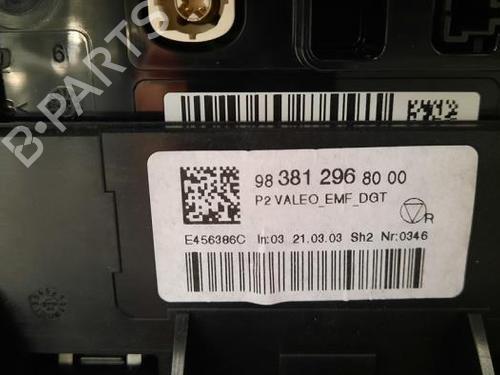 B-PARTS
98 381 296 80 00
P2 VALEO_EMF_DGT
R
E456386C In:03 21.03.03 Sh2 Nr:0346